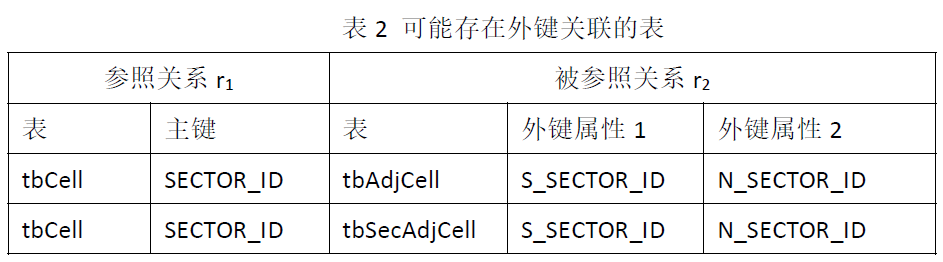 表 2 可能存在外键关联的表
参照关系 r₁ 被参照关系 r₂
表 主键 表 外键属性 1 外键属性 2
tbCell SECTOR_ID tbAdjCell S_SECTOR_ID N_SECTOR_ID
tbCell SECTOR_ID tbSecAdjCell S_SECTOR_ID N_SECTOR_ID